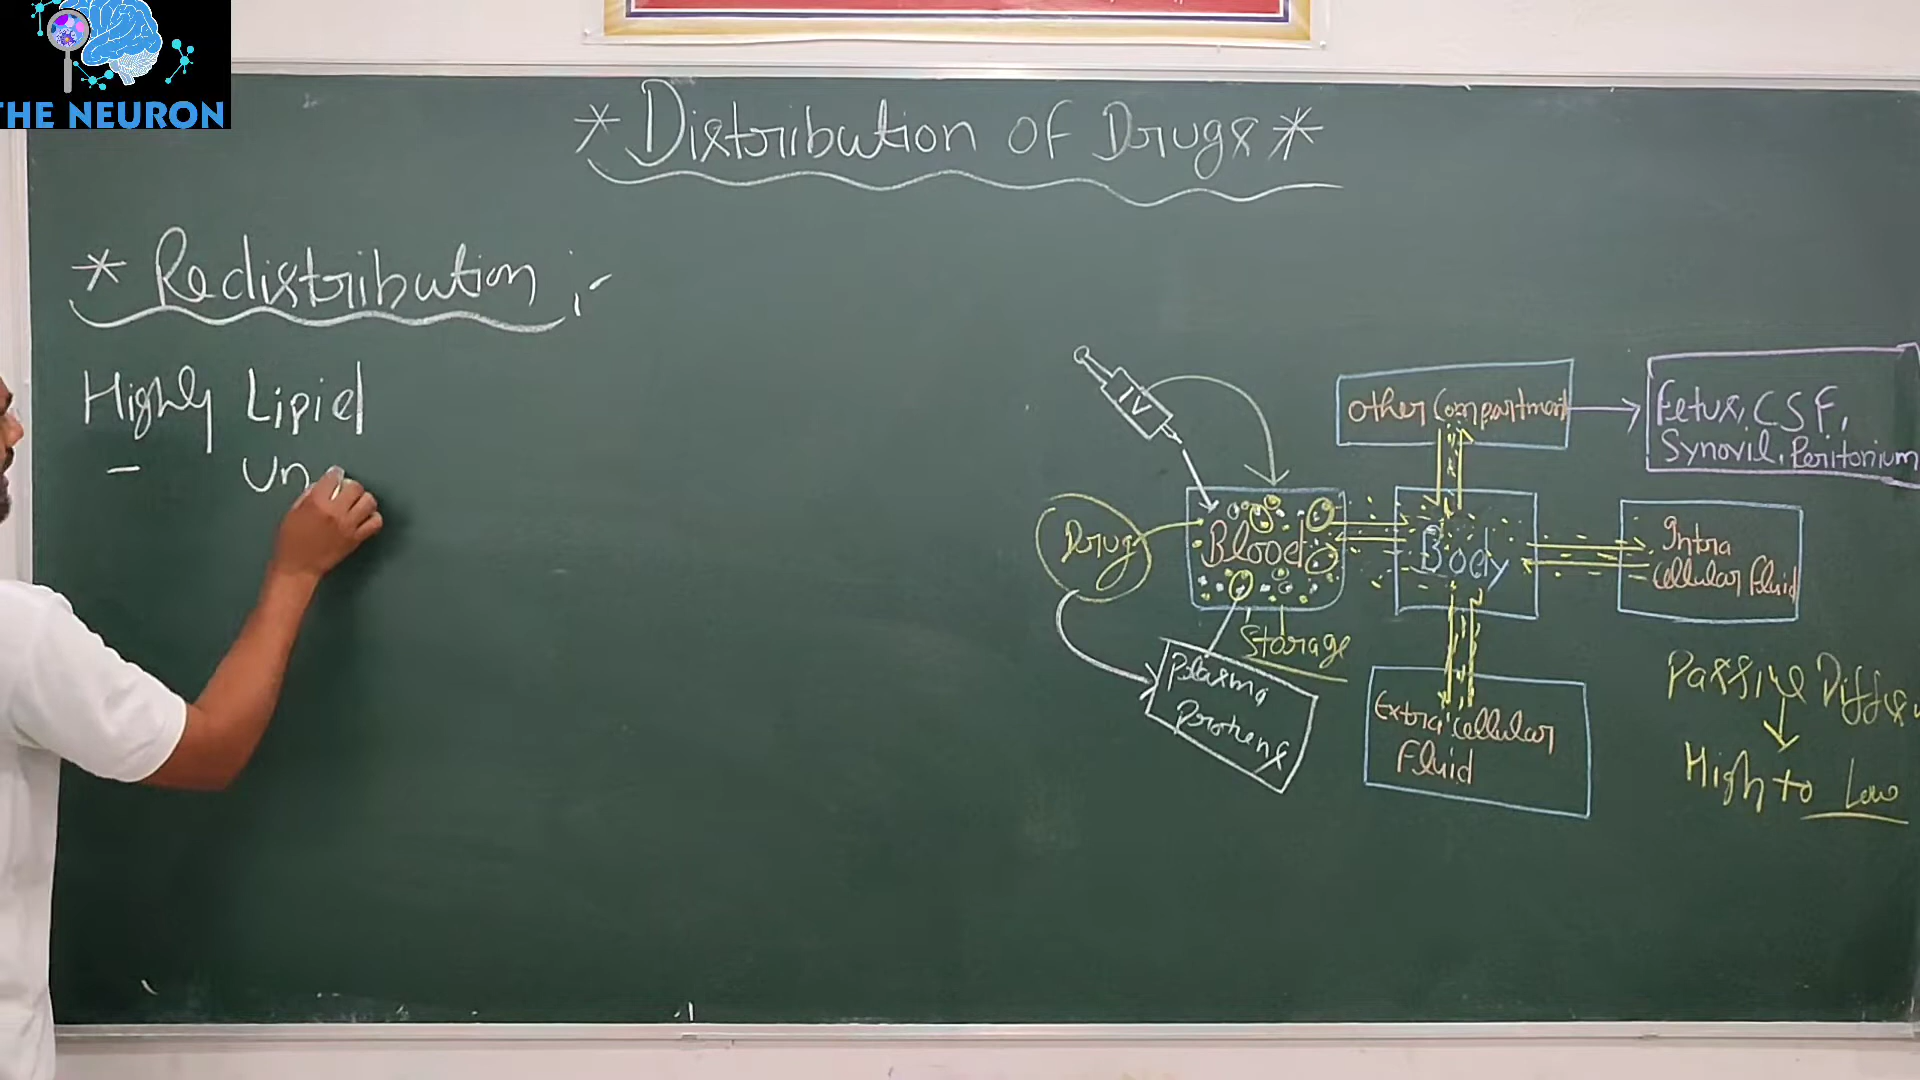 THE NEURON
* Distribution of Drugs *
* Redistribution :-
Highly Lipid
- Un
IV
Other Compartment
Fetus, CSF,
Synovil, Peritonium
Drug
Blood
Body
Intra
Cellular Fluid
Storage
Plasma
Proteins
Extra cellular
Fluid
Passive
High to Low